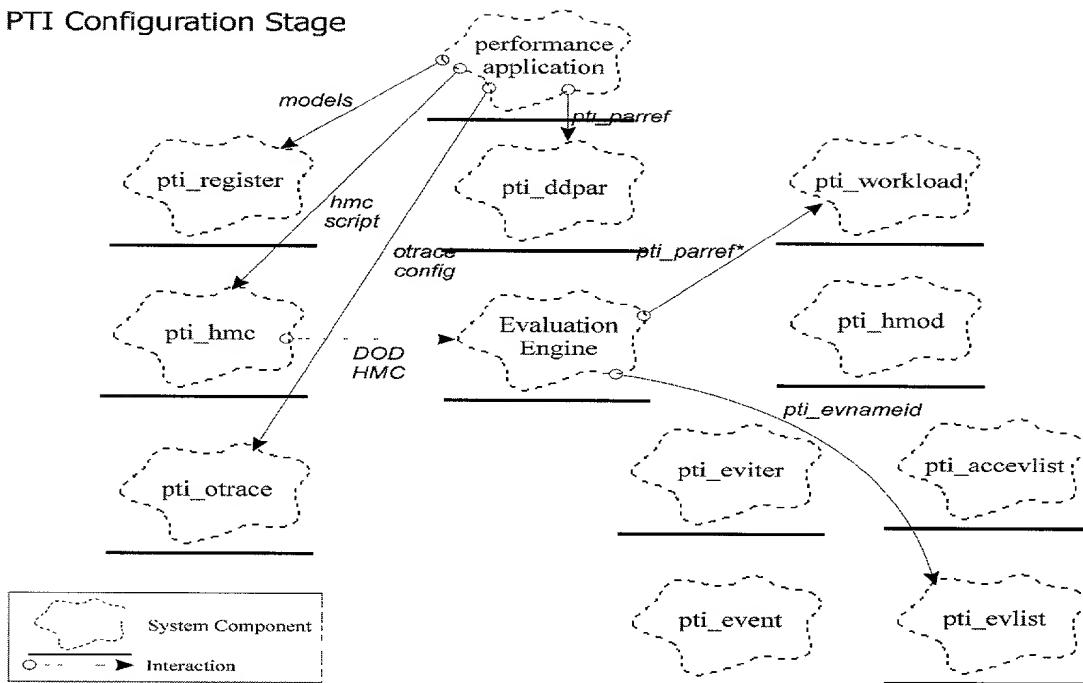 PTI Configuration Stage
performance
application
models
pti_parref
pti_register
pti_ddpar
pti_workload
hmc
script
otrace
config
pti_parref*
pti_hmc
Evaluation
Engine
pti_hmod
DOD
HMC
pti_evnameid
pti_otrace
pti_eviter
pti_accevlist
System Component
Interaction
pti_event
pti_evlist